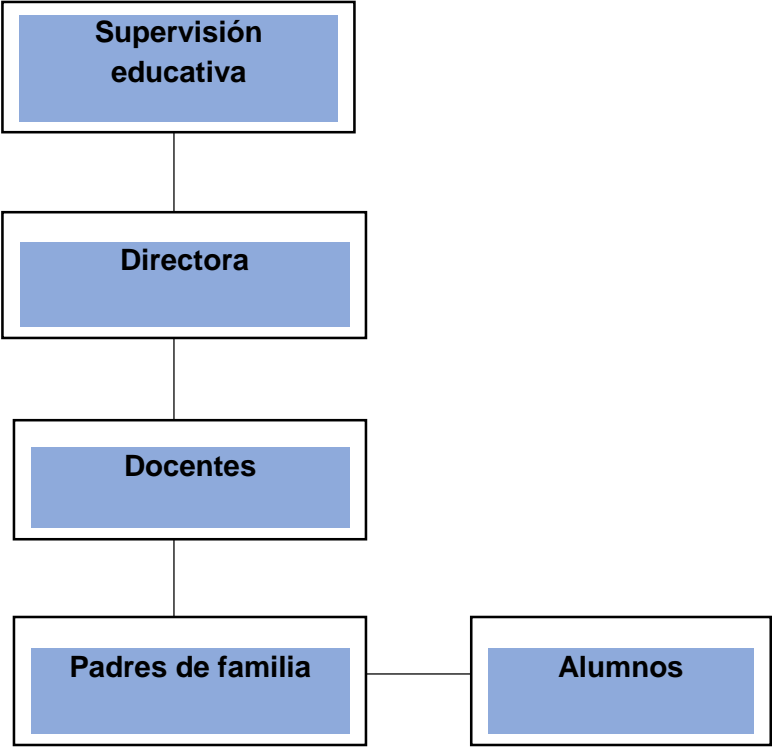 Supervisión
educativa
Directora
Docentes
Padres de familia
Alumnos